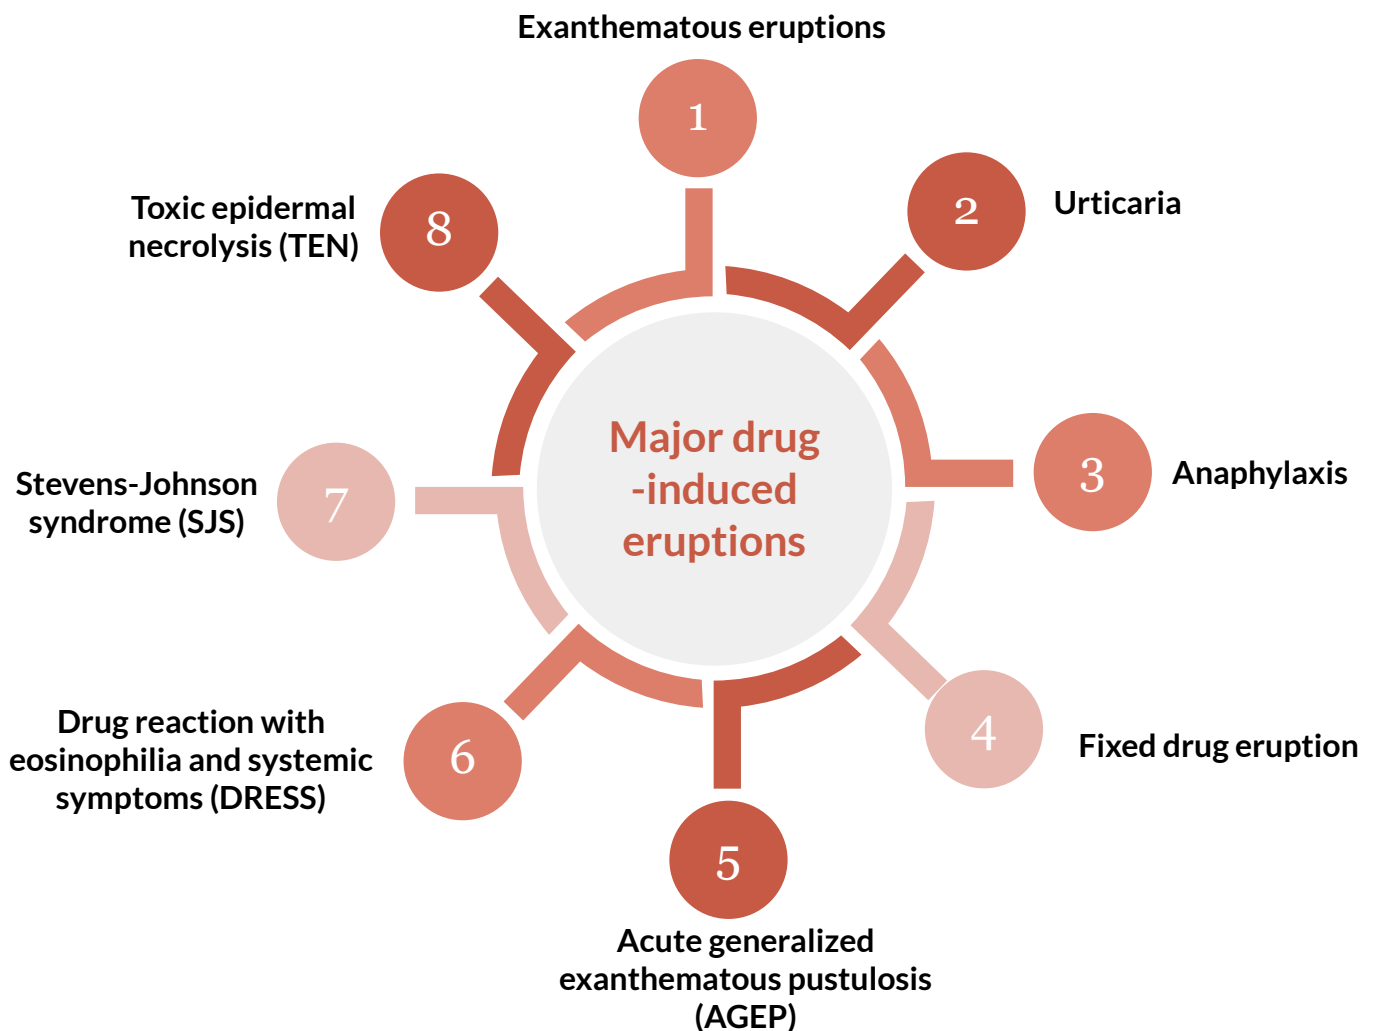 Exanthematous eruptions
1
2
Urticaria
3
Anaphylaxis
4
Fixed drug eruption
5
Acute generalized
exanthematous pustulosis
(AGEP)
6
Drug reaction with
eosinophilia and systemic
symptoms (DRESS)
7
Stevens-Johnson
syndrome (SJS)
8
Toxic epidermal
necrolysis (TEN)
Major drug
-induced
eruptions